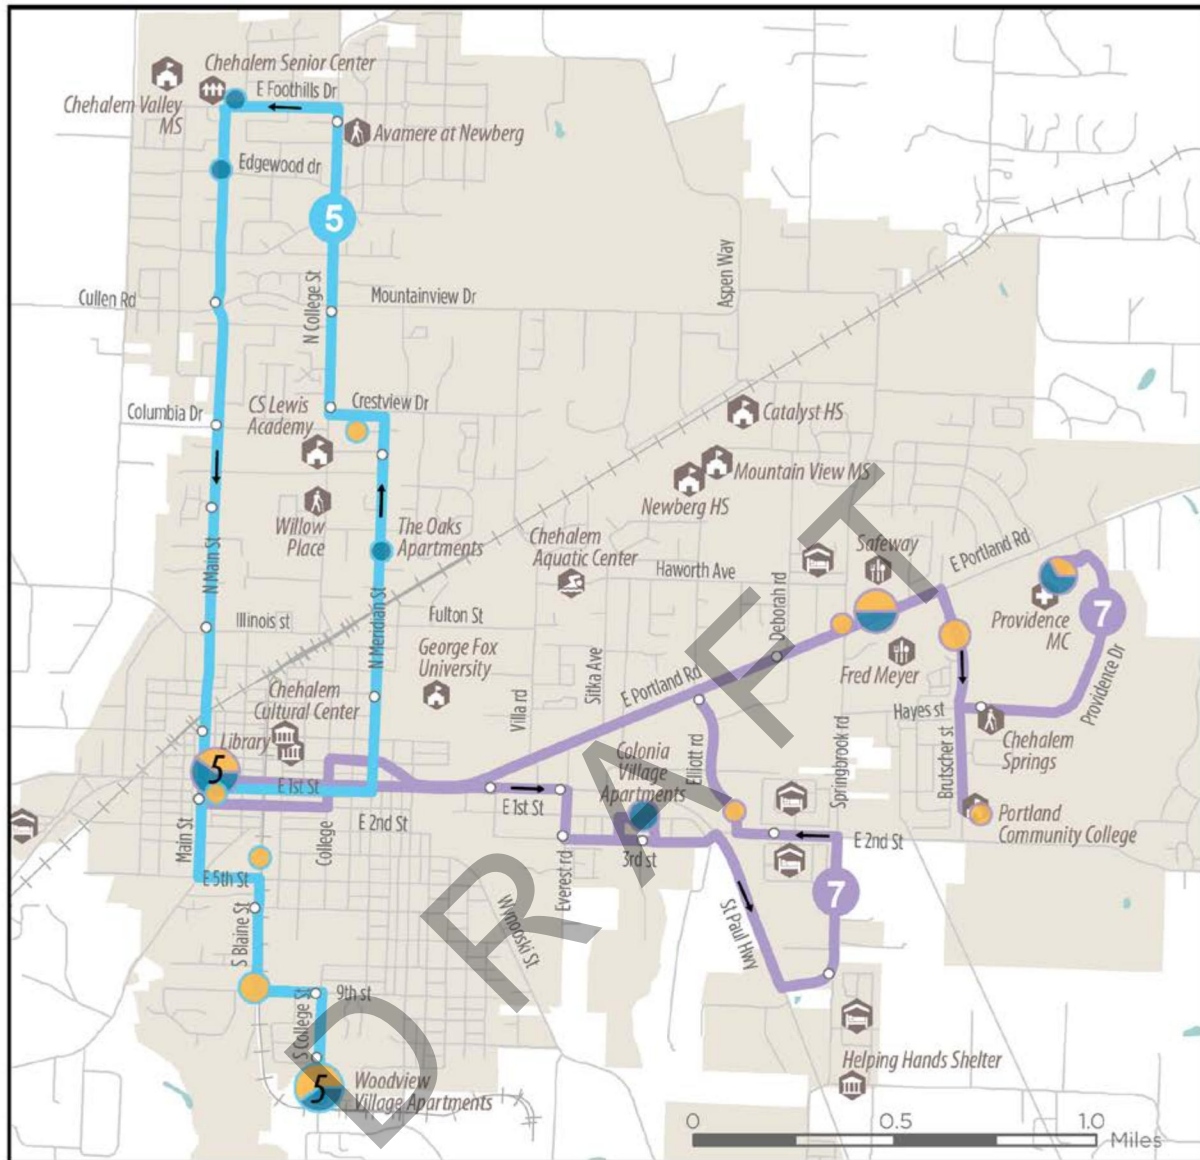 Chehalem Senior Center
E Foothills Dr
Chehalem Valley
MS
Avamere at Newberg
Edgewood dr
5
N College St
Aspen Way
Cullen Rd
Mountainview Dr
Columbia Dr
CS Lewis
Academy
Crestview Dr
Catalyst HS
Mountain View MS
Newberg HS
Willow
Place
The Oaks
Apartments
Chehalem
Aquatic Center
Safeway
E Portland Rd
Haworth Ave
N Main St
N Meridian St
Deborah rd
Illinois st
Fulton St
Providence
MC
7
George Fox
University
Fred Meyer
Chehalem
Cultural Center
Villa rd
Sitka Ave
E Portland Rd
Hayes st
Providence Dr
Library
Chehalem
Springs
5
E 1st St
Colonia
Village
Apartments
Elliott rd
Springbrook rd
Brutscher st
E 1st St
Portland
Community College
Main St
College
E 2nd St
E 2nd St
3rd st
E 5th St
Everest rd
7
S Blaine St
Wynooski St
St Paul Hwy
9th st
S College St
Helping Hands Shelter
5
Woodview
Village Apartments
0 0.5 1.0
Miles
DRAFT